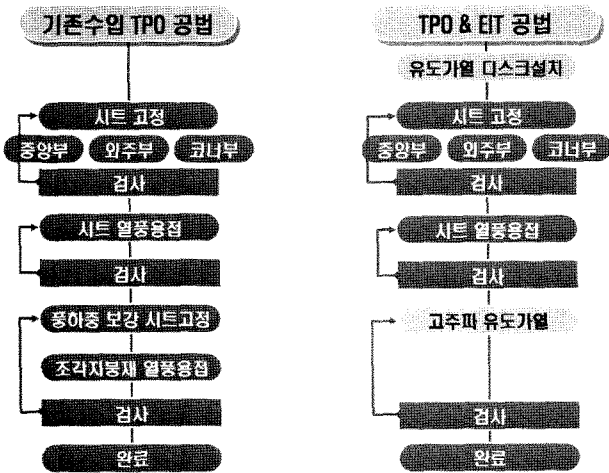 기존수입 TPO 공법
시트 고정
중앙부 외주부 코너부
검사
시트 열풍용접
검사
풍하중 보강 시트고정
조각지붕재 열풍용접
검사
완료
TPO & EIT 공법
유도가열 디스크설치
시트 고정
중앙부 외주부 코너부
검사
시트 열풍용접
검사
고주파 유도가열
검사
완료